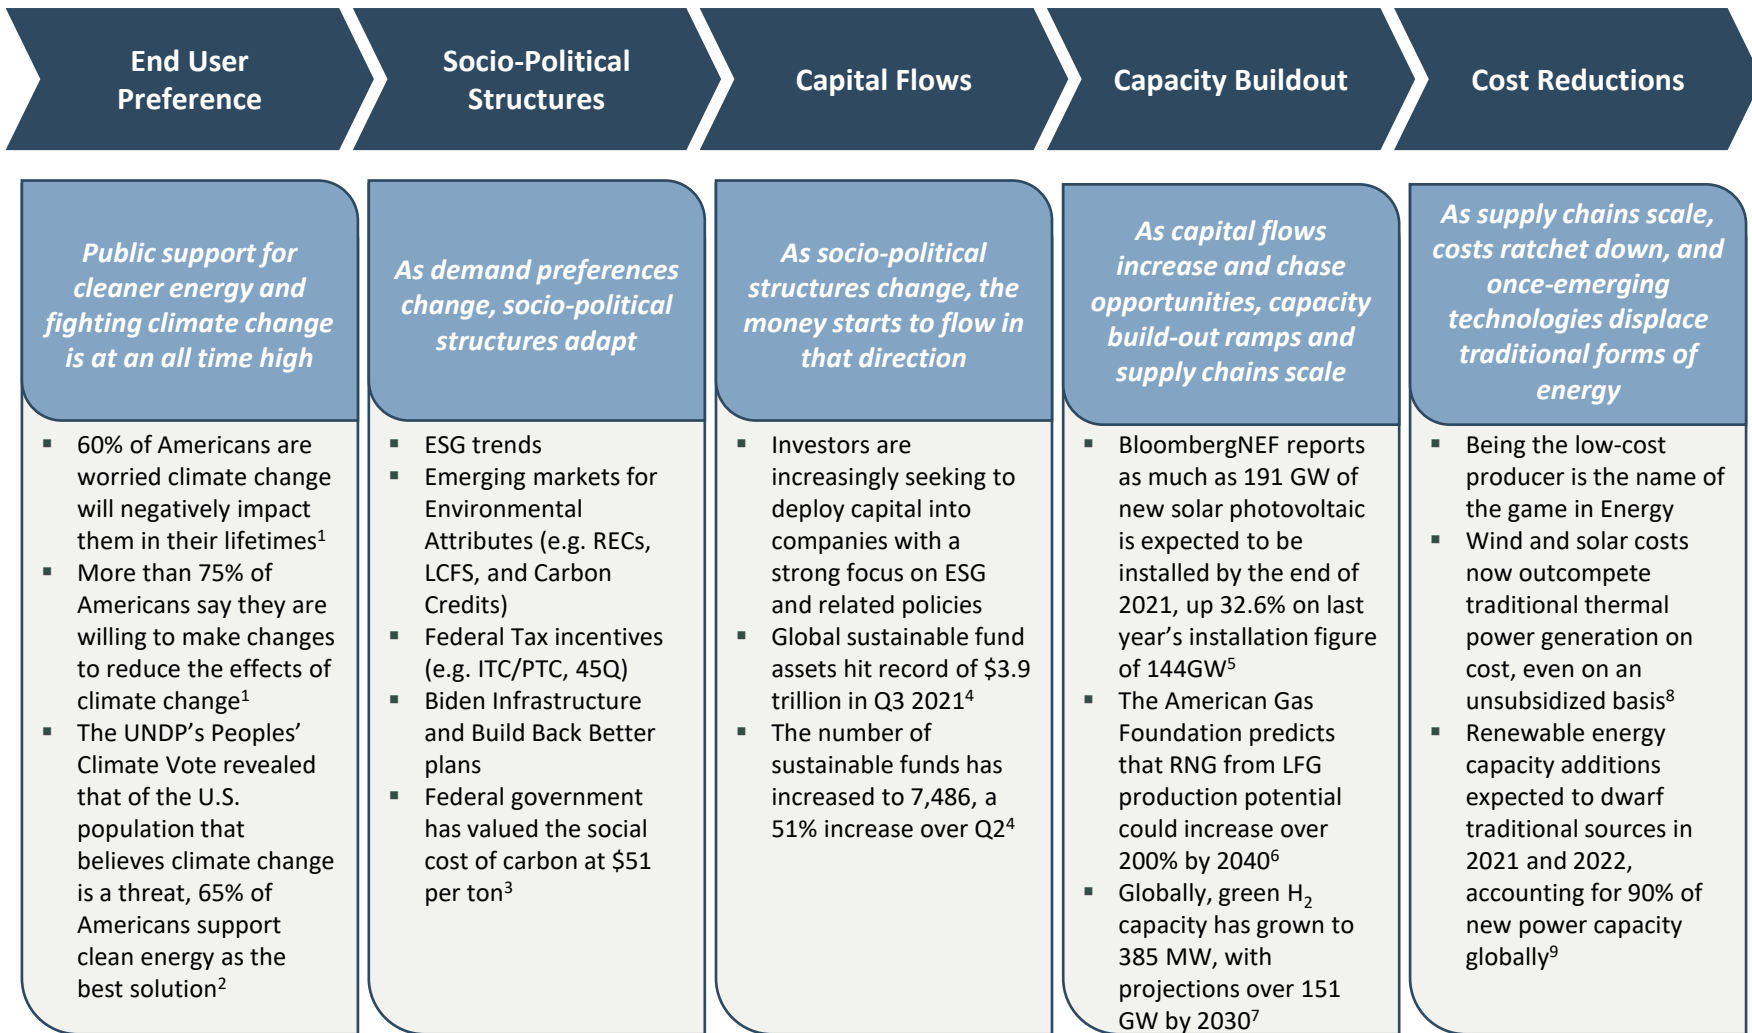 End User
Preference
Socio-Political
Structures
Capital Flows
Capacity Buildout
Cost Reductions
Public support for
cleaner energy and
fighting climate change
is at an all time high
▪ 60% of Americans are
worried climate change
will negatively impact
them in their lifetimes¹
▪ More than 75% of
Americans say they are
willing to make changes
to reduce the effects of
climate change¹
▪ The UNDP’s Peoples’
Climate Vote revealed
that of the U.S.
population that
believes climate change
is a threat, 65% of
Americans support
clean energy as the
best solution²
As demand preferences
change, socio-political
structures adapt
▪ ESG trends
▪ Emerging markets for
Environmental
Attributes (e.g. RECs,
LCFS, and Carbon
Credits)
▪ Federal Tax incentives
(e.g. ITC/PTC, 45Q)
▪ Biden Infrastructure
and Build Back Better
plans
▪ Federal government
has valued the social
cost of carbon at $51
per ton³
As socio-political
structures change, the
money starts to flow in
that direction
▪ Investors are
increasingly seeking to
deploy capital into
companies with a
strong focus on ESG
and related policies
▪ Global sustainable fund
assets hit record of $3.9
trillion in Q3 2021⁴
▪ The number of
sustainable funds has
increased to 7,486, a
51% increase over Q2⁴
As capital flows
increase and chase
opportunities, capacity
build-out ramps and
supply chains scale
▪ BloombergNEF reports
as much as 191 GW of
new solar photovoltaic
is expected to be
installed by the end of
2021, up 32.6% on last
year’s installation figure
of 144GW⁵
▪ The American Gas
Foundation predicts
that RNG from LFG
production potential
could increase over
200% by 2040⁶
▪ Globally, green H₂
capacity has grown to
385 MW, with
projections over 151
GW by 2030⁷
As supply chains scale,
costs ratchet down, and
once-emerging
technologies displace
traditional forms of
energy
▪ Being the low-cost
producer is the name of
the game in Energy
▪ Wind and solar costs
now outcompete
traditional thermal
power generation on
cost, even on an
unsubsidized basis⁸
▪ Renewable energy
capacity additions
expected to dwarf
traditional sources in
2021 and 2022,
accounting for 90% of
new power capacity
globally⁹